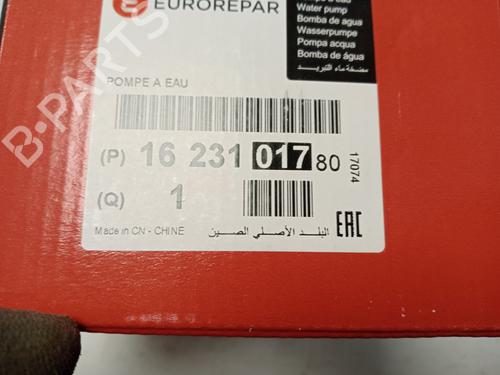 EUROREPAR
Water pump
Bomba de agua
Wasserpumpe
Pompa acqua
Bomba de água
مضخة ماء التبريد
POMPE A EAU
(P) 16 231 017 80
17074
(Q) 1
Made in CN - CHINE
البلد الأصلي الصين
EAC
B-PARTS